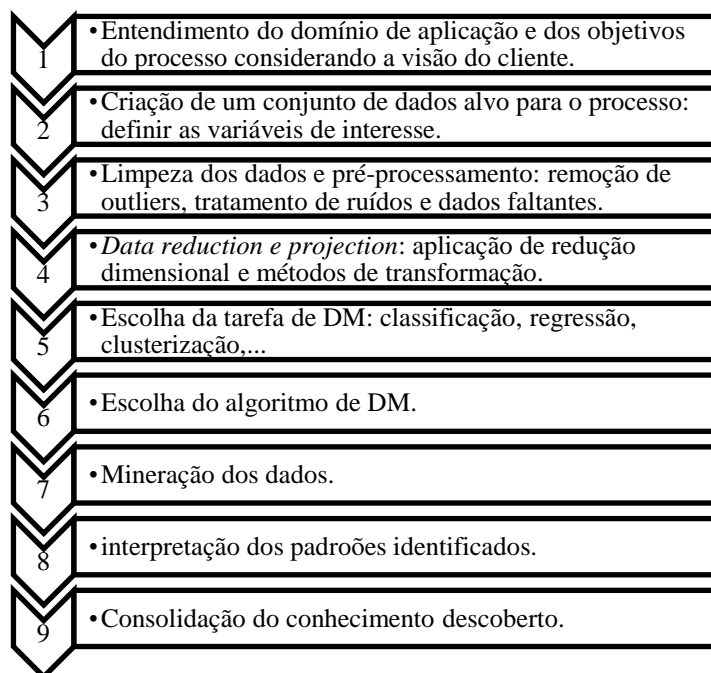 1
•Entendimento do domínio de aplicação e dos objetivos
do processo considerando a visão do cliente.
2
•Criação de um conjunto de dados alvo para o processo:
definir as variáveis de interesse.
3
•Limpeza dos dados e pré-processamento: remoção de
outliers, tratamento de ruídos e dados faltantes.
4
•Data reduction e projection: aplicação de redução
dimensional e métodos de transformação.
5
•Escolha da tarefa de DM: classificação, regressão,
clusterização,...
6
•Escolha do algoritmo de DM.
7
•Mineração dos dados.
8
•interpretação dos padroões identificados.
9
•Consolidação do conhecimento descoberto.